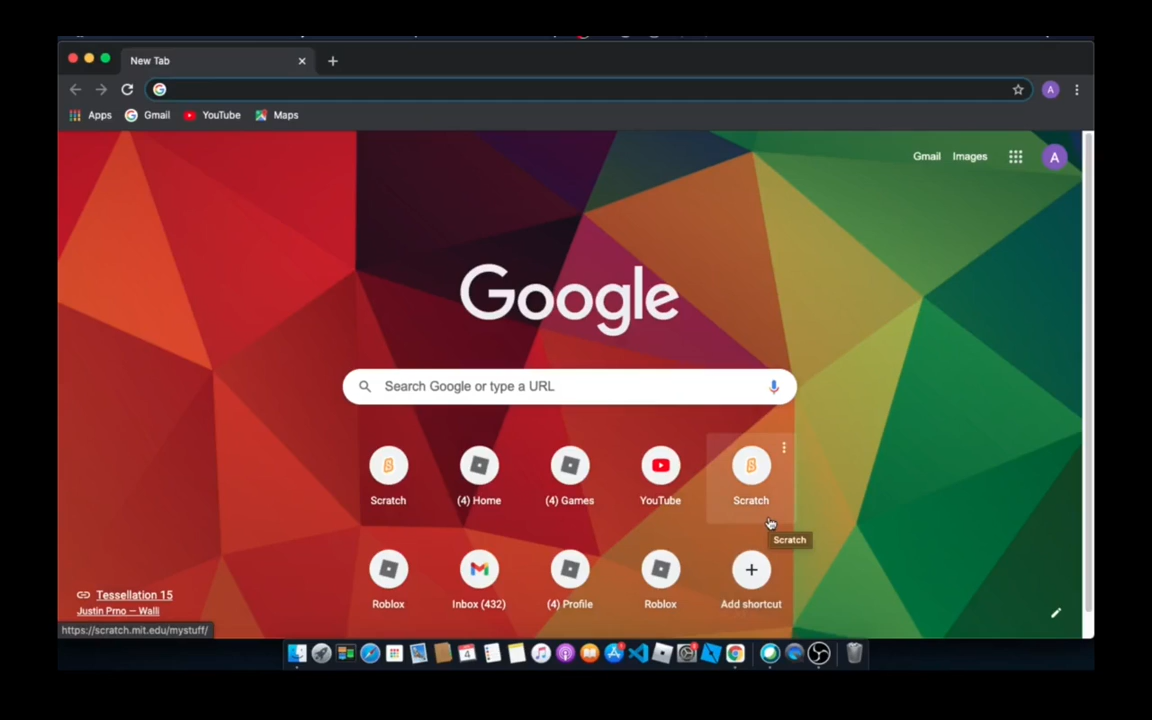 New Tab
Apps Gmail YouTube Maps
A
Gmail Images A
Google
Search Google or type a URL
Scratch (4) Home (4) Games YouTube Scratch
Scratch
Roblox Inbox (432) (4) Profile Roblox Add shortcut
Tessellation 15
Justin Prno — Walli
https://scratch.mit.edu/mystuff/
4